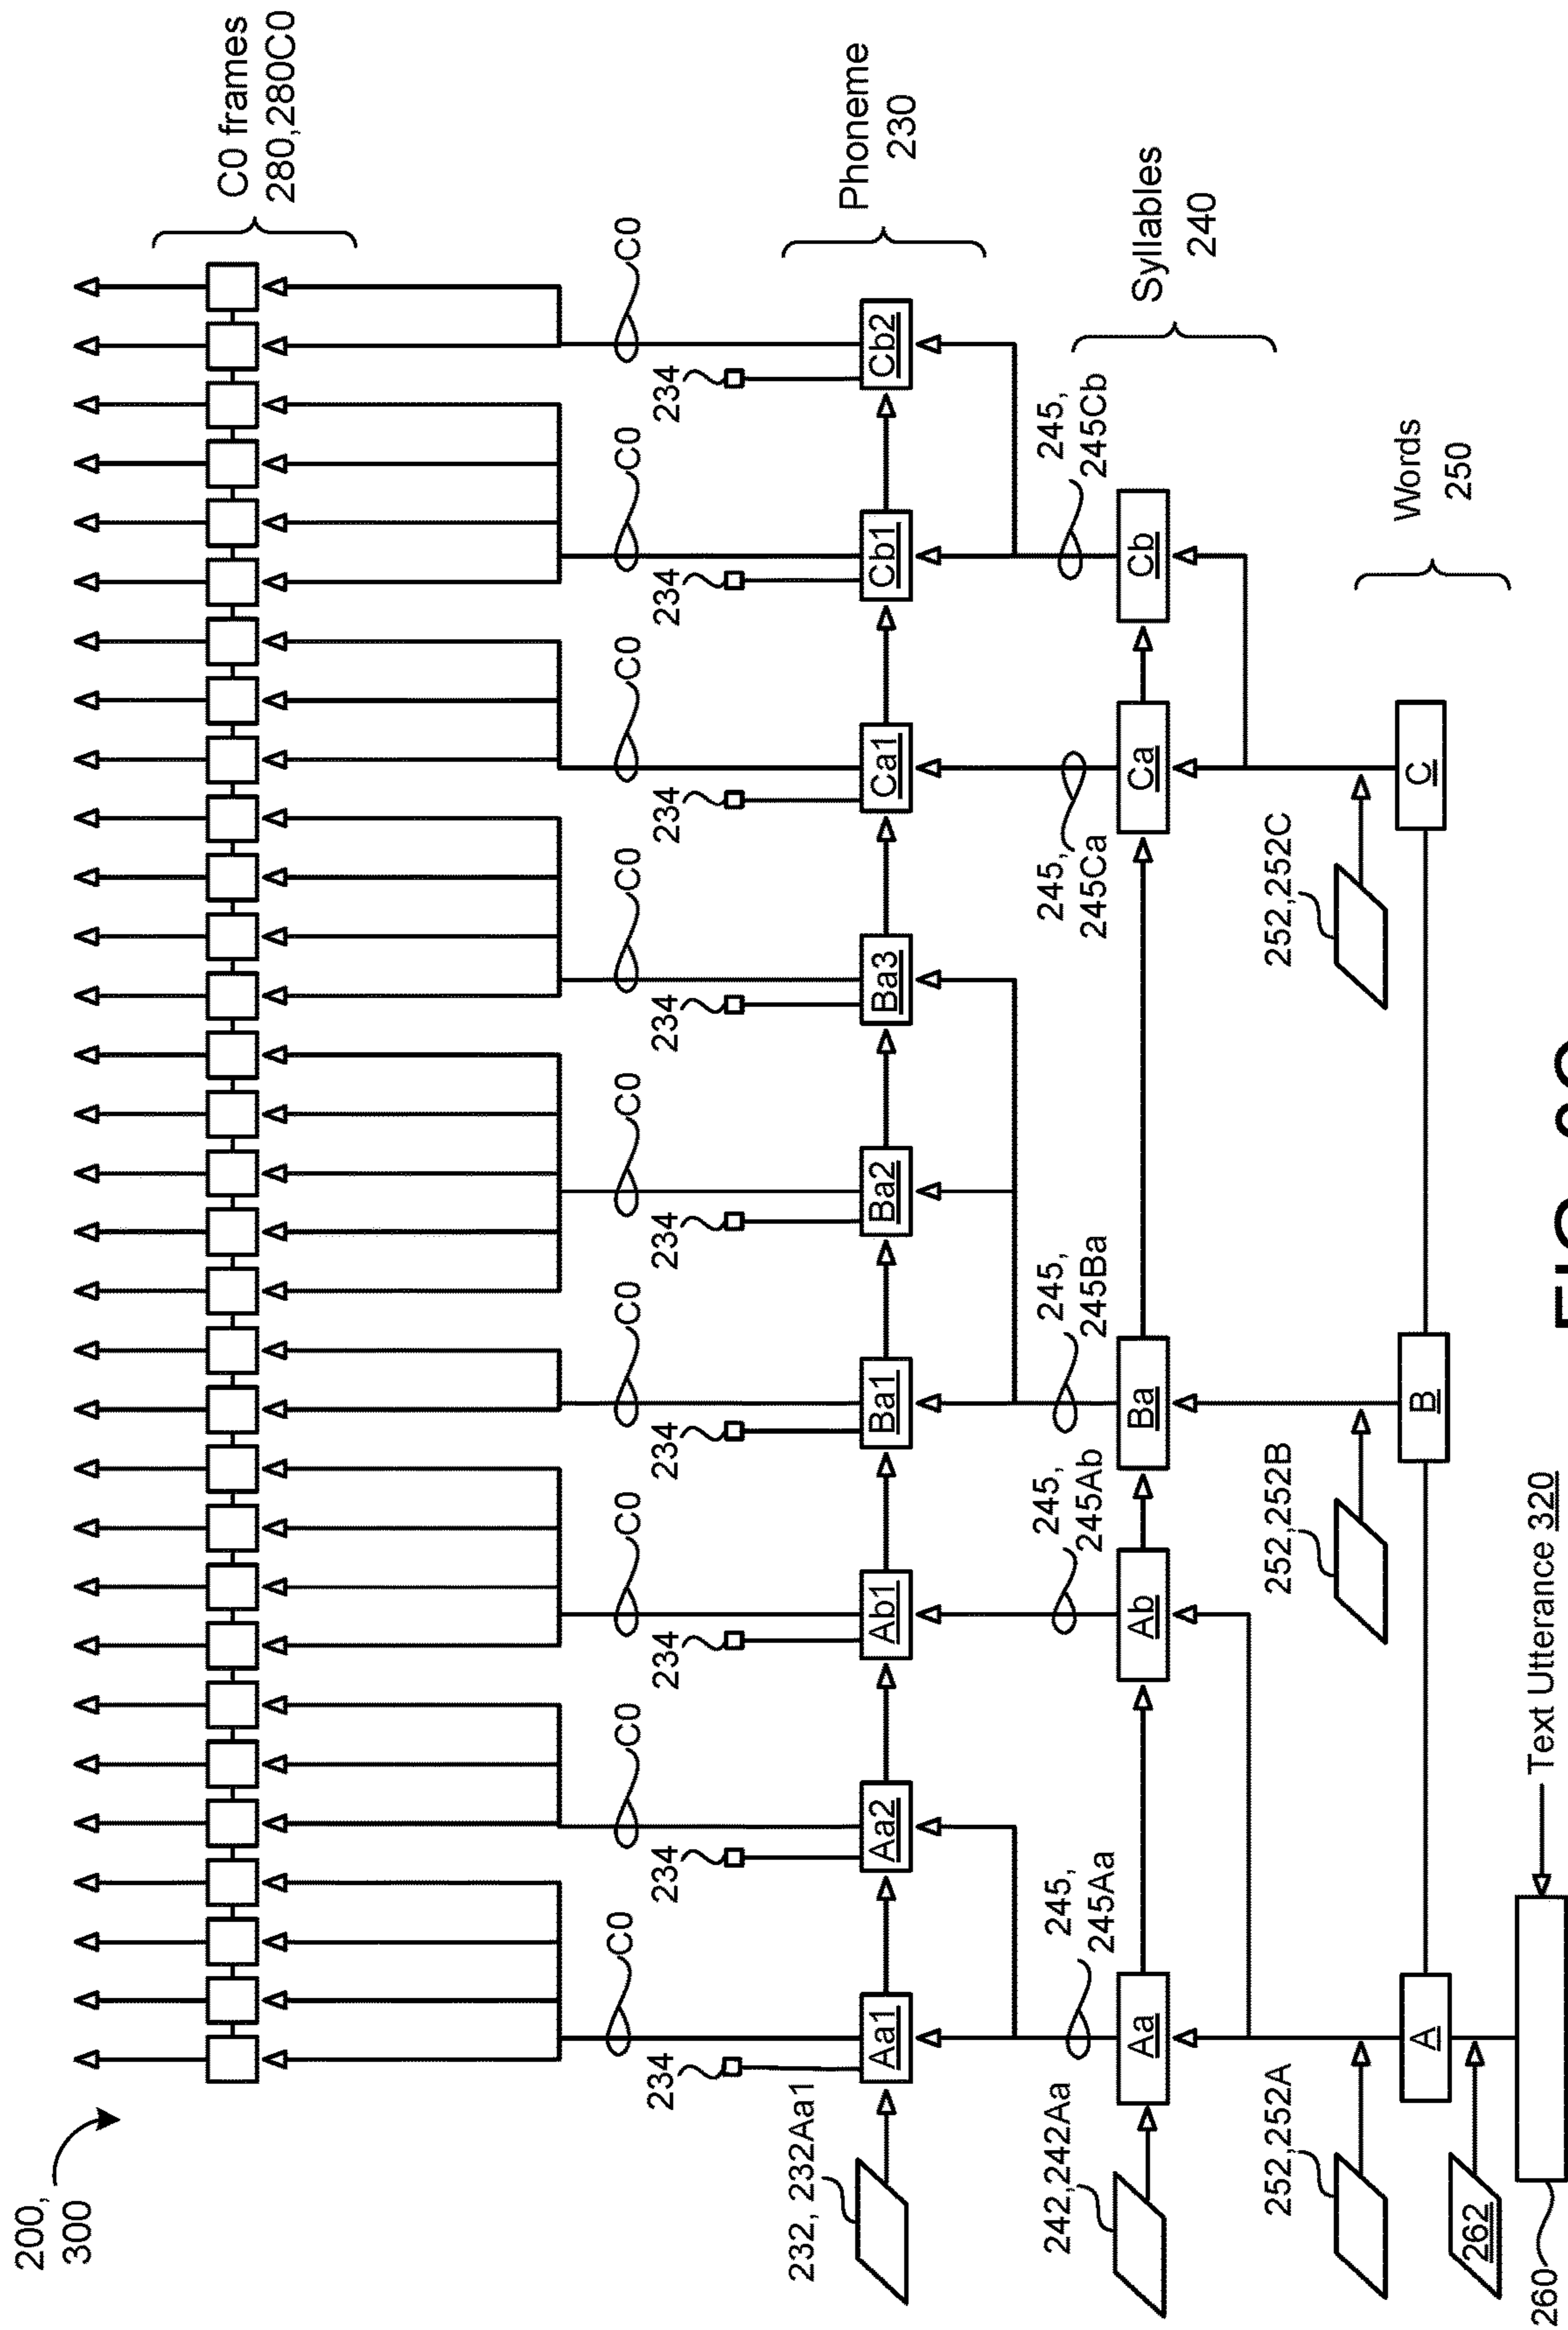 200,
300
C0 frames
280,280C0
C0
C0
C0
C0
C0
C0
C0
C0
C0
234
234
234
234
234
234
234
234
234
Phoneme
230
232, 232Aa1
Aa1
Aa2
Ab1
Ba1
Ba2
Ba3
Ca1
Cb1
Cb2
245,
245Aa
245,
245Ab
245,
245Ba
245,
245Ca
245,
245Cb
Syllables
240
242,242Aa
Aa
Ab
Ba
Ca
Cb
252,252A
252,252B
252,252C
Words
250
A
B
C
262
260
Text Utterance 320